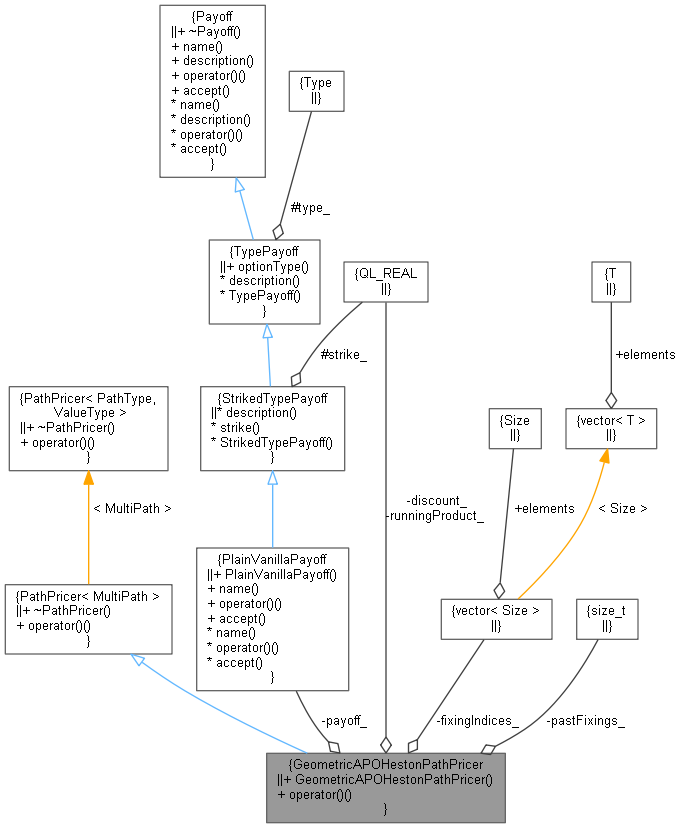 {Payoff
||+ ~Payoff()
+ name()
+ description()
+ operator()()
+ accept()
* name()
* description()
* operator()()
* accept()
}
{Type
||}
#type_
{TypePayoff
||+ optionType()
* description()
* TypePayoff()
}
{QL_REAL
||}
{T
||}
#strike_
+elements
{PathPricer< PathType,
ValueType >
||+ ~PathPricer()
+ operator()()
}
{StrikedTypePayoff
||* description()
* strike()
* StrikedTypePayoff()
}
{Size
||}
{vector< T >
||}
< MultiPath >
-discount_
-runningProduct_
+elements
< Size >
{PathPricer< MultiPath >
||+ ~PathPricer()
+ operator()()
}
{PlainVanillaPayoff
||+ PlainVanillaPayoff()
+ name()
+ operator()()
+ accept()
* name()
* operator()()
* accept()
}
{vector< Size >
||}
{size_t
||}
-payoff_
-fixingIndices_
-pastFixings_
{GeometricAPOHestonPathPricer
||+ GeometricAPOHestonPathPricer()
+ operator()()
}